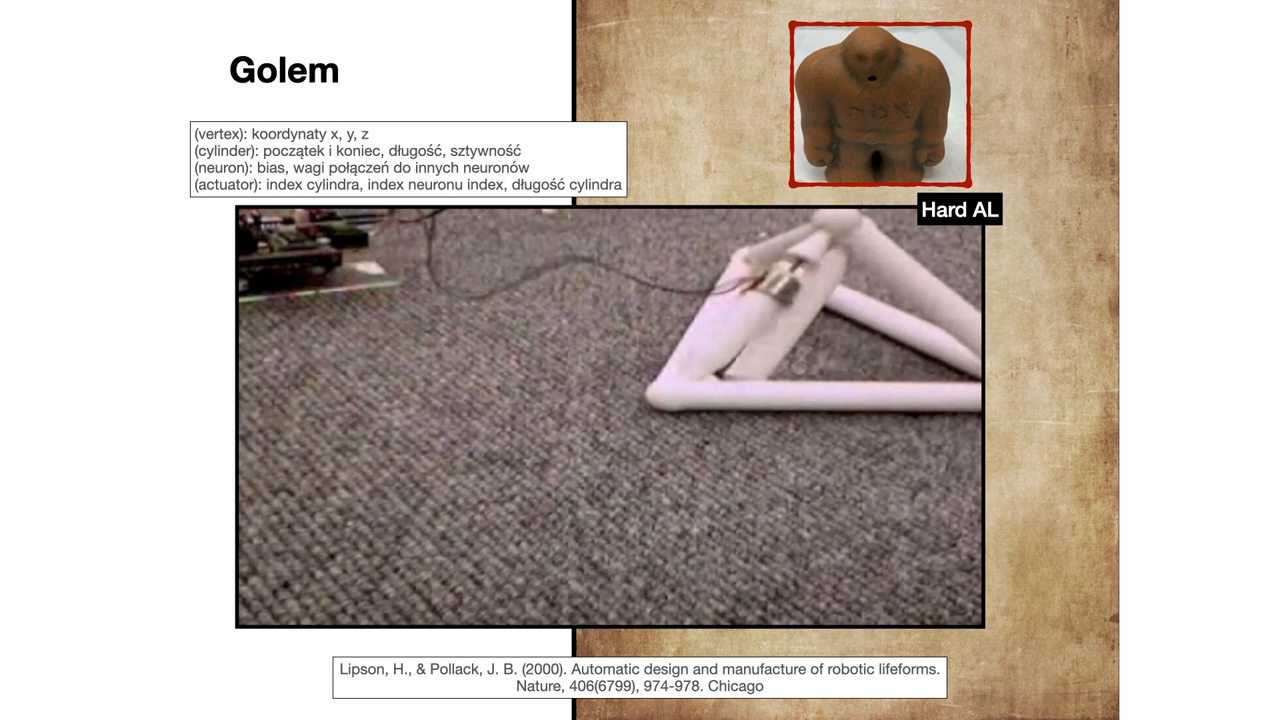 Golem
(vertex): koordynaty x, y, z
(cylinder): początek i koniec, długość, sztywność
(neuron): bias, wagi połączeń do innych neuronów
(actuator): index cylindra, index neuronu index, długość cylindra
Hard AL
Lipson, H., & Pollack, J. B. (2000). Automatic design and manufacture of robotic lifeforms.
Nature, 406(6799), 974-978. Chicago